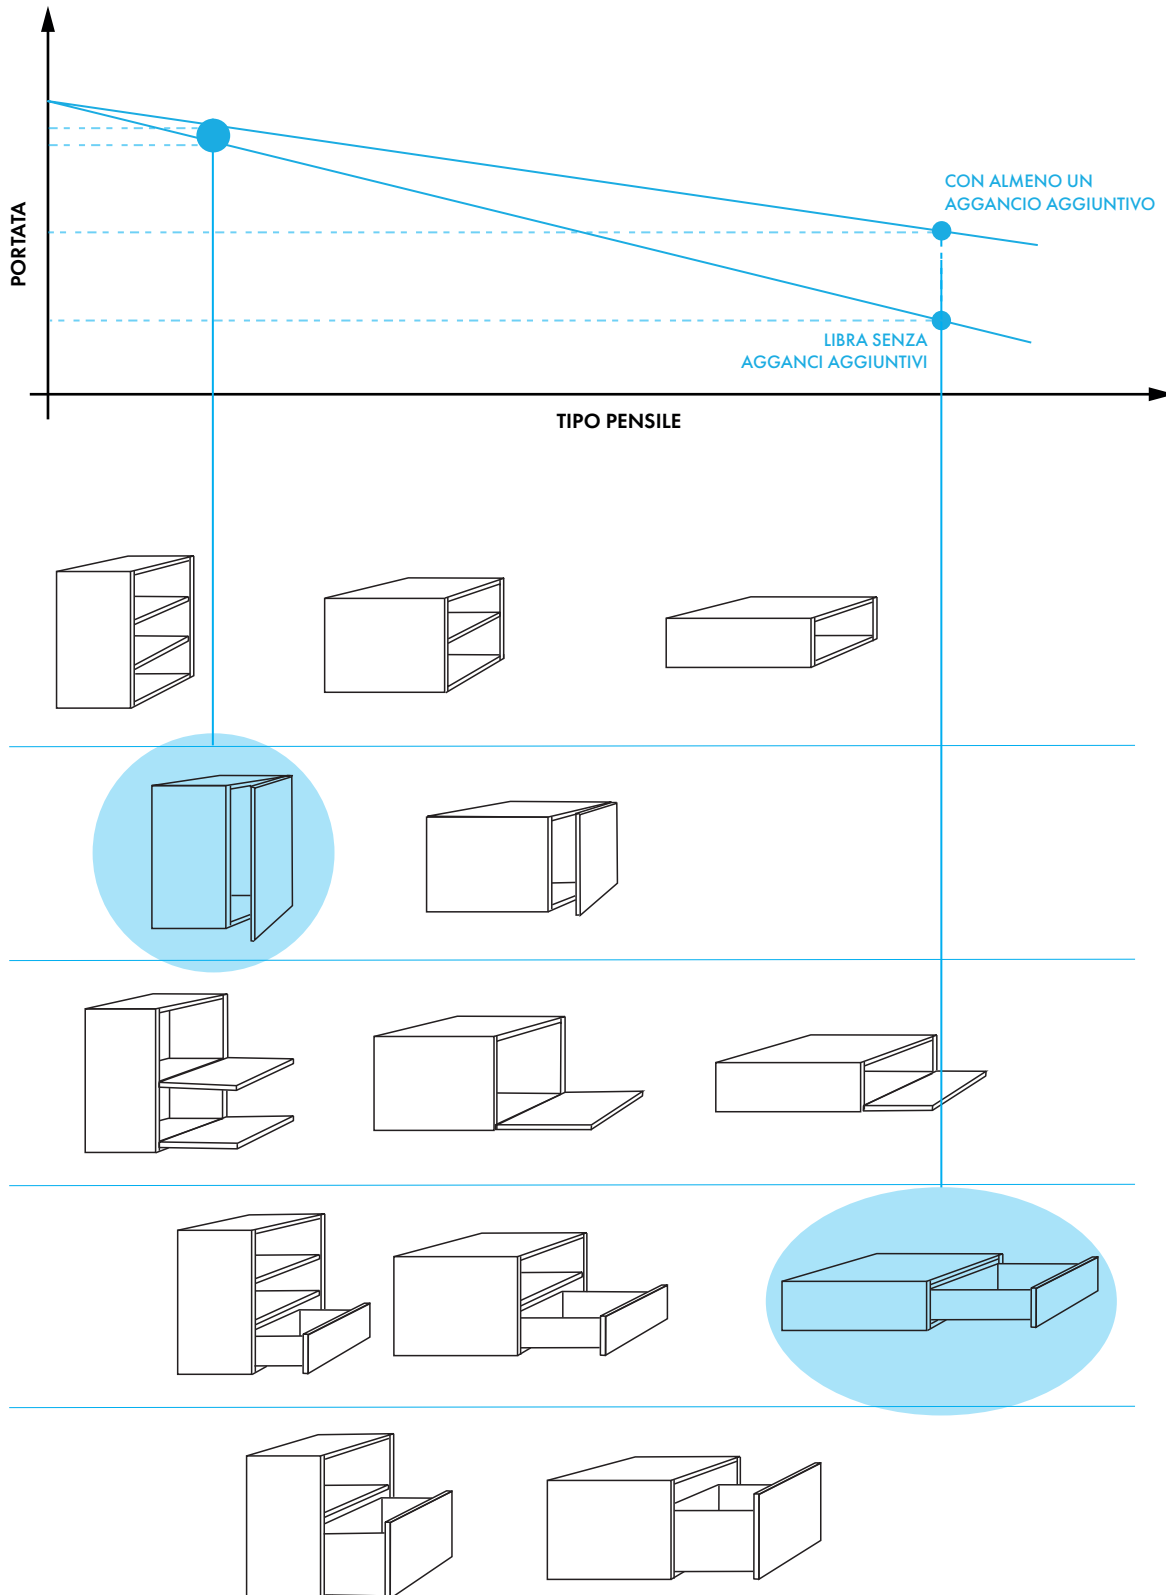 PORTATA
CON ALMENO UN
AGGANCIO AGGIUNTIVO
LIBRA SENZA
AGGANCI AGGIUNTIVI
TIPO PENSILE